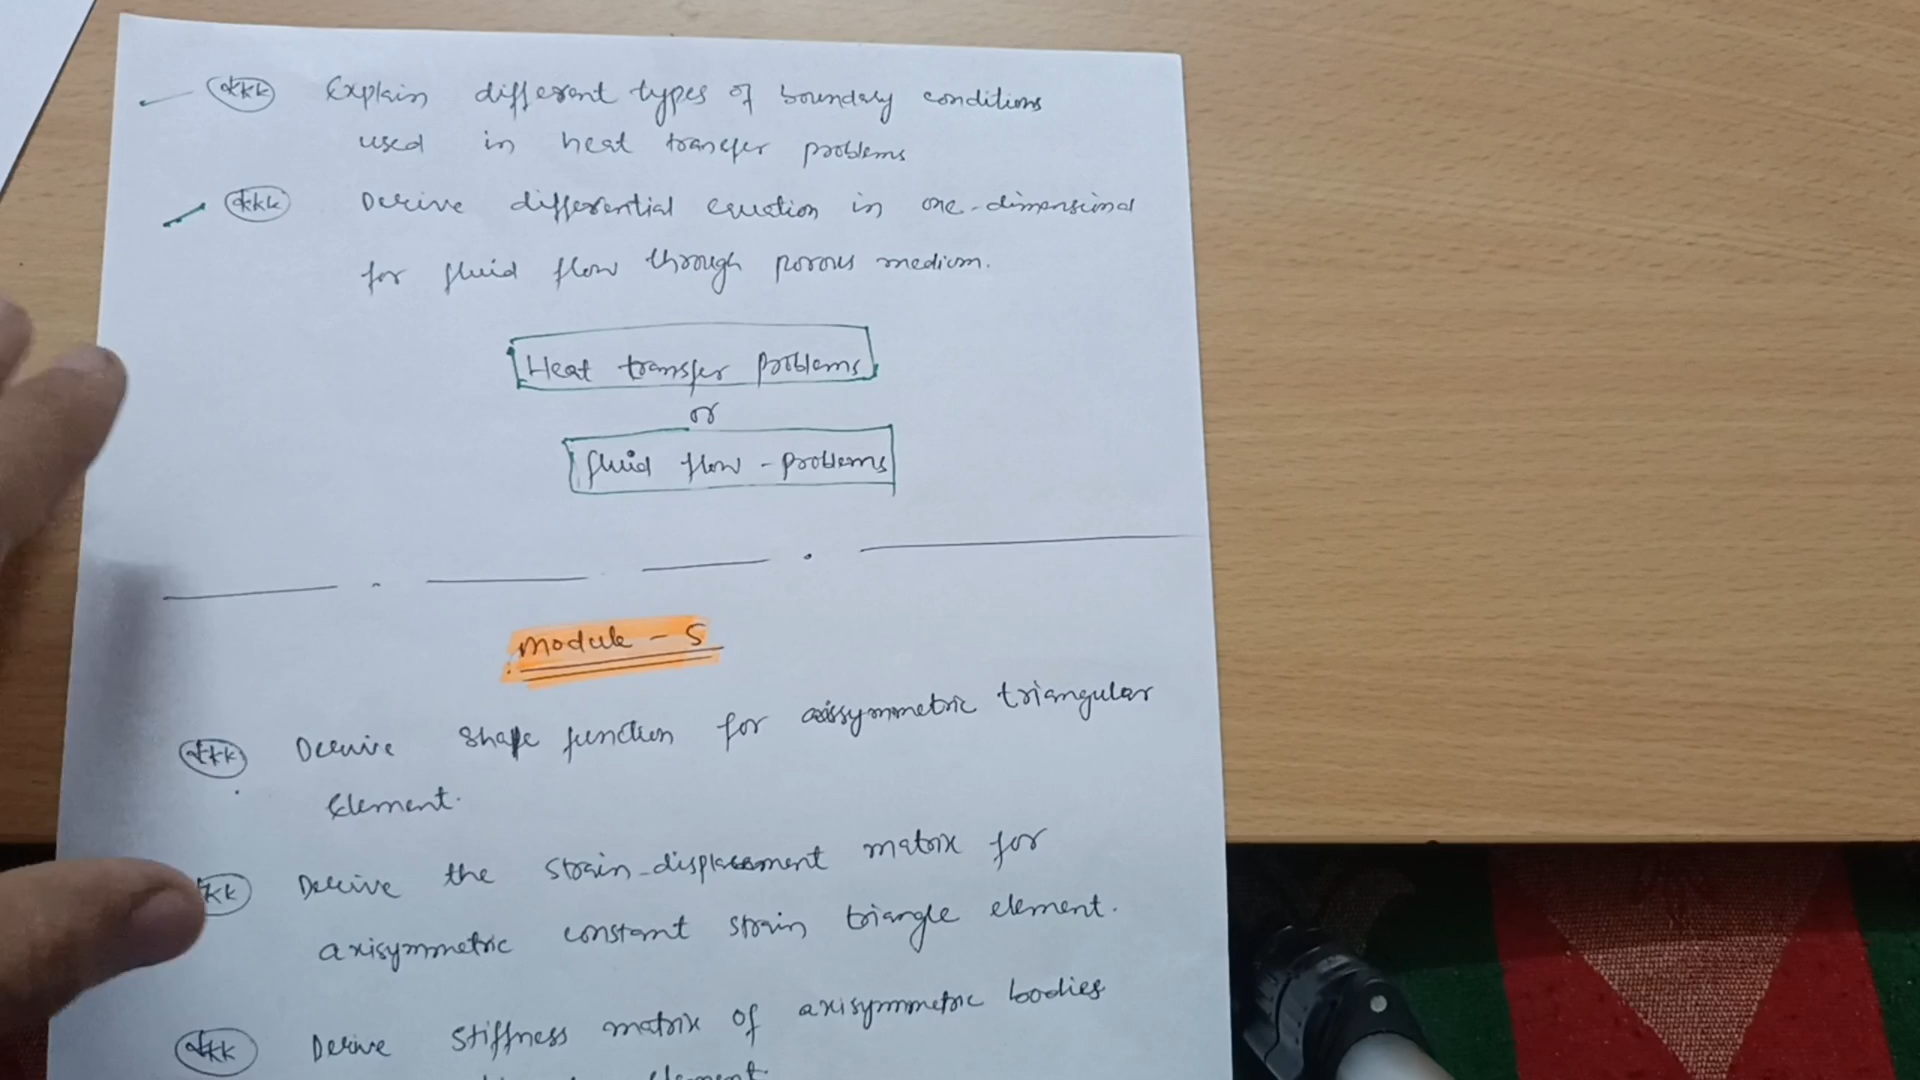 Explain different types of boundary conditions
used in heat transfer problems
Derive differential equation in one-dimensional
for fluid flow through porous medium.
Heat transfer problems
or
fluid flow - problems
Module - 5
Derive shape function for axisymmetric triangular
Element.
Derive the strain-displacement matrix for
axisymmetric constant strain triangle element.
Derive stiffness matrix of axisymmetric bodies
element.